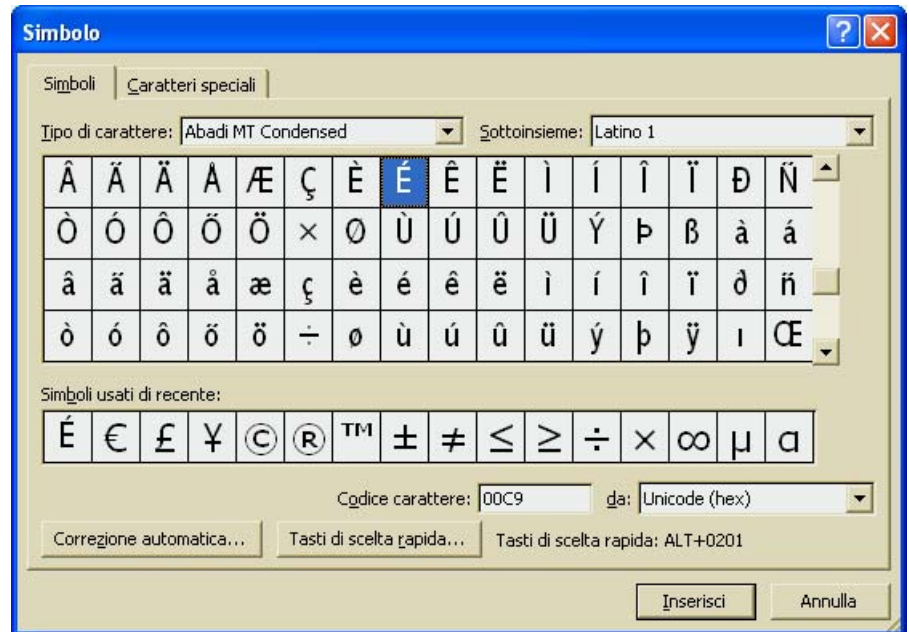 Simbolo
Simboli Caratteri speciali
Tipo di carattere: Abadi MT Condensed Sottoinsieme: Latino 1
Â Ã Ä Å Æ Ç È É Ê Ë Ì Í Î Ï Đ Ñ
Ò Ó Ô Õ Ö × Ø Ù Ú Û Ü Ý Þ ß à á
â ã ä å æ ç è é ê ë ì í î ï ð ñ
ò ó ô õ ö ÷ ø ù ú û ü ý þ ÿ ı Œ
Simboli usati di recente:
É € £ ¥ © ® ™ ± ≠ ≤ ≥ ÷ × ∞ µ α
Codice carattere: 00C9 da: Unicode (hex)
Correzione automatica... Tasti di scelta rapida... Tasti di scelta rapida: ALT+0201
Inserisci Annulla